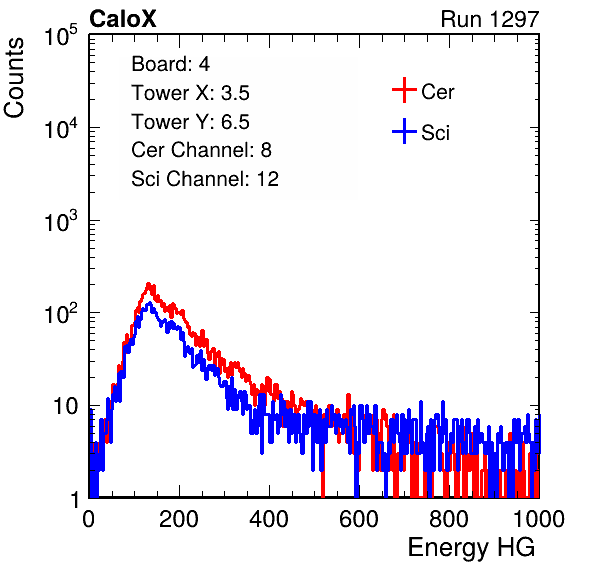 CaloX Run 1297
Counts
10^5
10^4
10^3
10^2
10
1
Board: 4
Tower X: 3.5
Tower Y: 6.5
Cer Channel: 8
Sci Channel: 12
Cer
Sci
0 200 400 600 800 1000
Energy HG